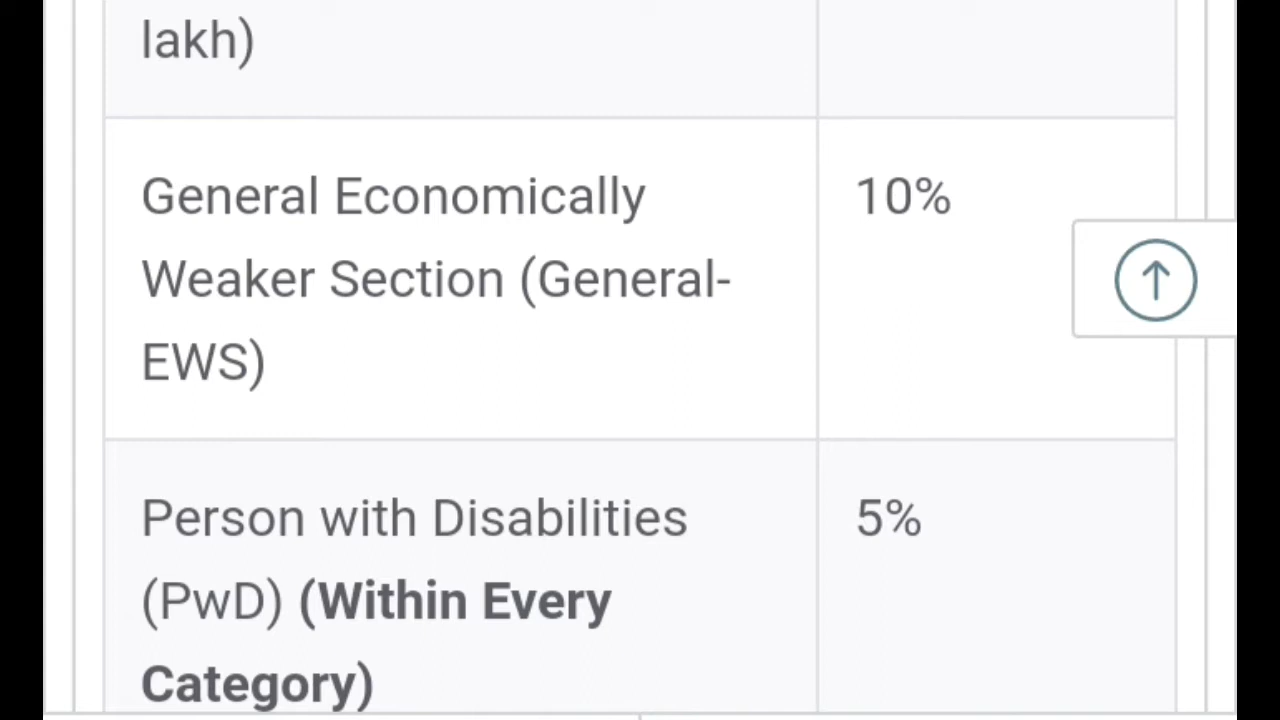 lakh)
General Economically 10%
Weaker Section (General-
EWS)
Person with Disabilities 5%
(PwD) (Within Every
Category)